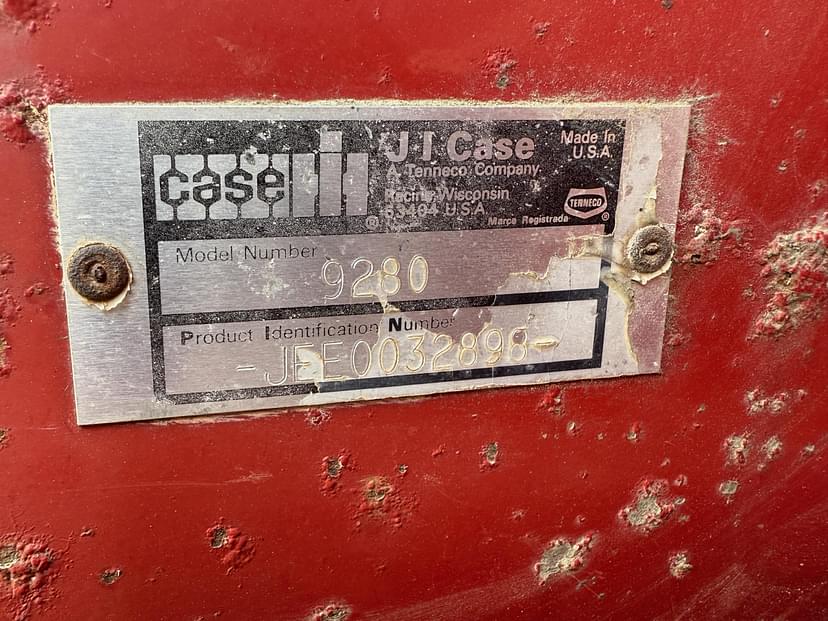 case IH
J I Case
A Tenneco Company
Racine Wisconsin
53404 U.S.A.
Made In
U.S.A.
TENNECO
®
Marca Registrada
®
Model Number
9280
Product Identification Number
-JEE0032898-